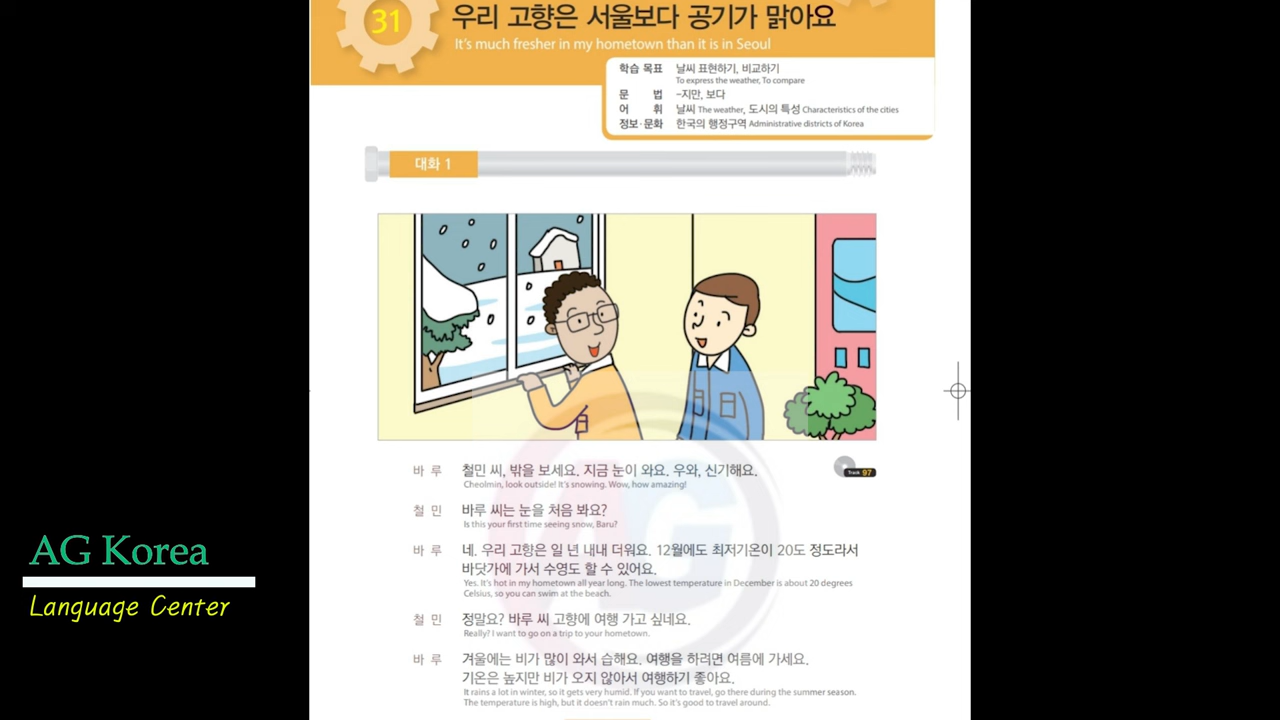 31
우리 고향은 서울보다 공기가 맑아요
It's much fresher in my hometown than it is in Seoul
학습 목표 날씨 표현하기, 비교하기
To express the weather, To compare
문 법 -지만, 보다
어 휘 날씨 The weather, 도시의 특성 Characteristics of the cities
정보·문화 한국의 행정구역 Administrative districts of Korea
대화 1
바 루 철민 씨, 밖을 보세요. 지금 눈이 와요. 우와, 신기해요.
Track 97
Cheolmin, look outside! It's snowing. Wow, how amazing!
철 민 바루 씨는 눈을 처음 봐요?
Is this your first time seeing snow, Baru?
바 루 네. 우리 고향은 일 년 내내 더워요. 12월에도 최저기온이 20도 정도라서
바닷가에 가서 수영도 할 수 있어요.
Yes. It's hot in my hometown all year long. The lowest temperature in December is about 20 degrees
Celsius, so you can swim at the beach.
철 민 정말요? 바루 씨 고향에 여행 가고 싶네요.
Really? I want to go on a trip to your hometown.
바 루 겨울에는 비가 많이 와서 습해요. 여행을 하려면 여름에 가세요.
기온은 높지만 비가 오지 않아서 여행하기 좋아요.
It rains a lot in winter, so it gets very humid. If you want to travel, go there during the summer season.
The temperature is high, but it doesn't rain much. So it's good to travel around.
AG Korea
Language Center
AG